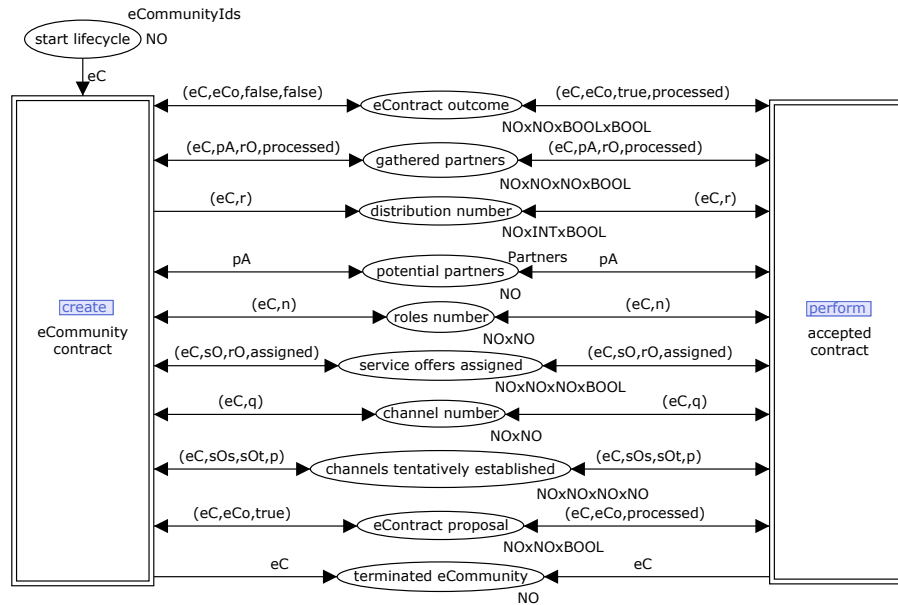 eCommunityIds
start lifecycle NO
eC
(eC,eCo,false,false) eContract outcome (eC,eCo,true,processed)
NOxNOxBOOLxBOOL
(eC,pA,rO,processed) gathered partners (eC,pA,rO,processed)
NOxNOxNOxBOOL
(eC,r) distribution number (eC,r)
NOxINTxBOOL
Partners
pA potential partners pA
NO
create perform
(eC,n) roles number (eC,n)
eCommunity contract accepted contract
NOxNO
(eC,sO,rO,assigned) service offers assigned (eC,sO,rO,assigned)
NOxNOxNOxBOOL
(eC,q) channel number (eC,q)
NOxNO
(eC,sOs,sOt,p) channels tentatively established (eC,sOs,sOt,p)
NOxNOxNOxNO
(eC,eCo,true) eContract proposal (eC,eCo,processed)
NOxNOxBOOL
eC terminated eCommunity eC
NO